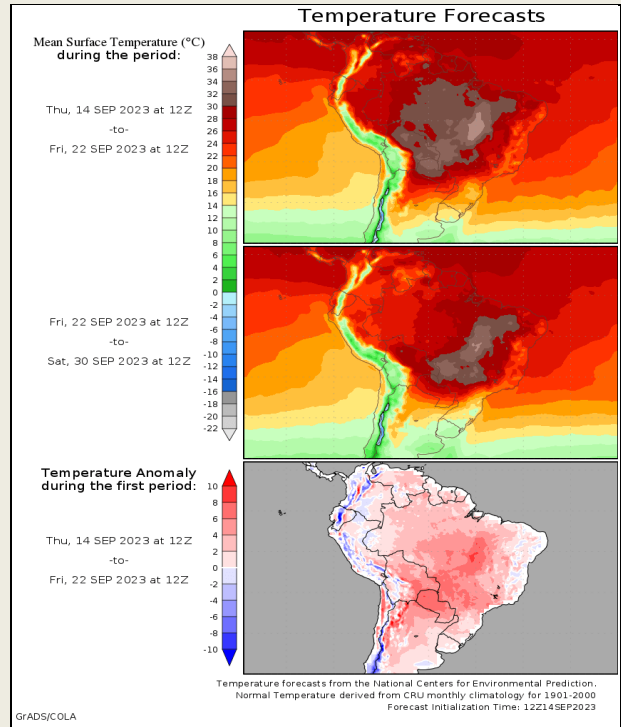 Temperature Forecasts
Mean Surface Temperature (°C)
during the period:
Thu, 14 SEP 2023 at 12Z
-to-
Fri, 22 SEP 2023 at 12Z
38
36
34
32
30
28
26
24
22
20
18
16
14
12
10
8
6
4
2
0
-2
-4
-6
-8
-10
-12
-14
-16
-18
-20
-22
Fri, 22 SEP 2023 at 12Z
-to-
Sat, 30 SEP 2023 at 12Z
Temperature Anomaly
during the first period:
Thu, 14 SEP 2023 at 12Z
-to-
Fri, 22 SEP 2023 at 12Z
10
8
6
4
2
0
-2
-4
-6
-8
-10
Temperature forecasts from the National Centers for Environmental Prediction.
Normal Temperature derived from CRU monthly climatology for 1901-2000
Forecast Initialization Time: 12Z14SEP2023
GrADS/COLA